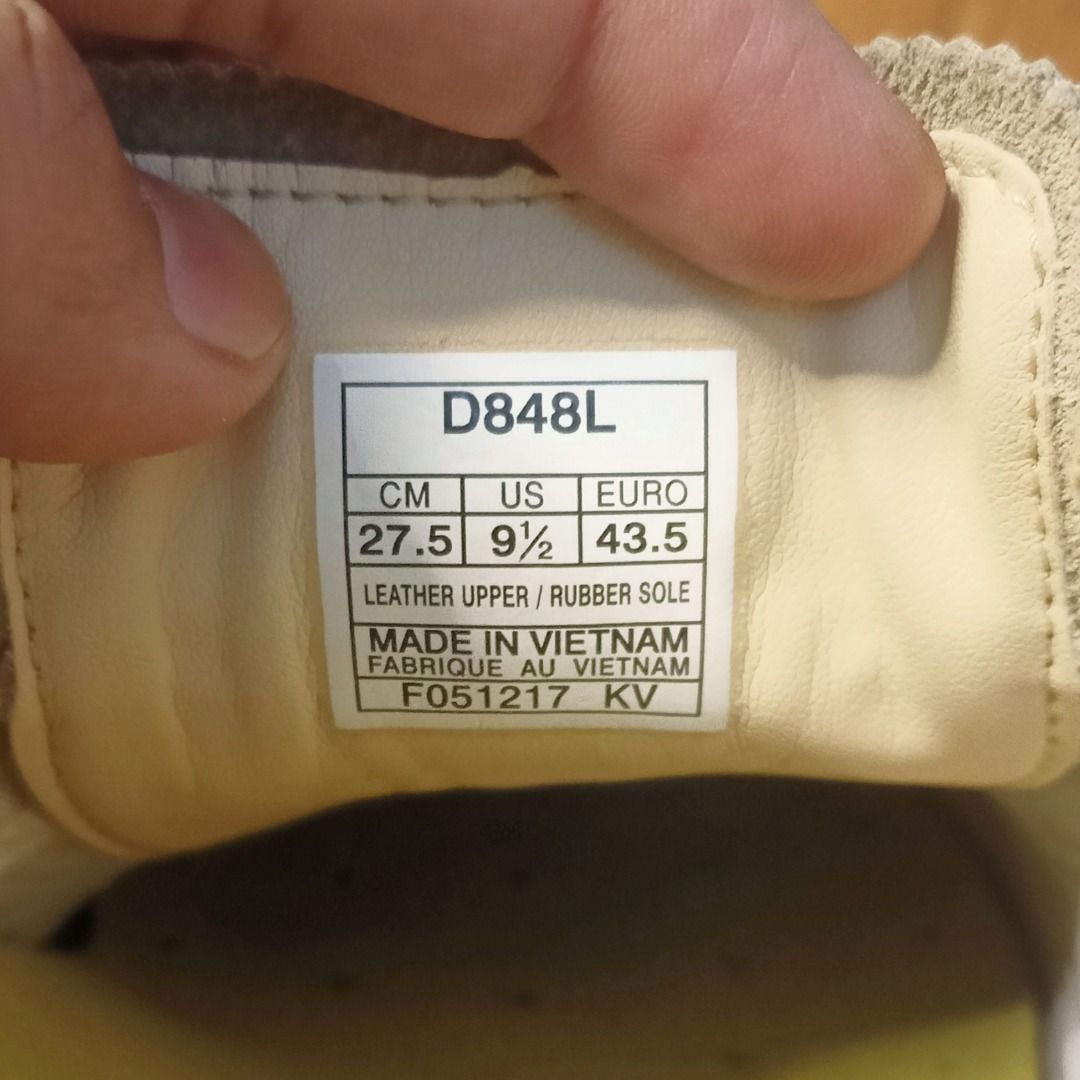 D848L
CM US EURO
27.5 9½ 43.5
LEATHER UPPER / RUBBER SOLE
MADE IN VIETNAM
FABRIQUE AU VIETNAM
F051217 KV